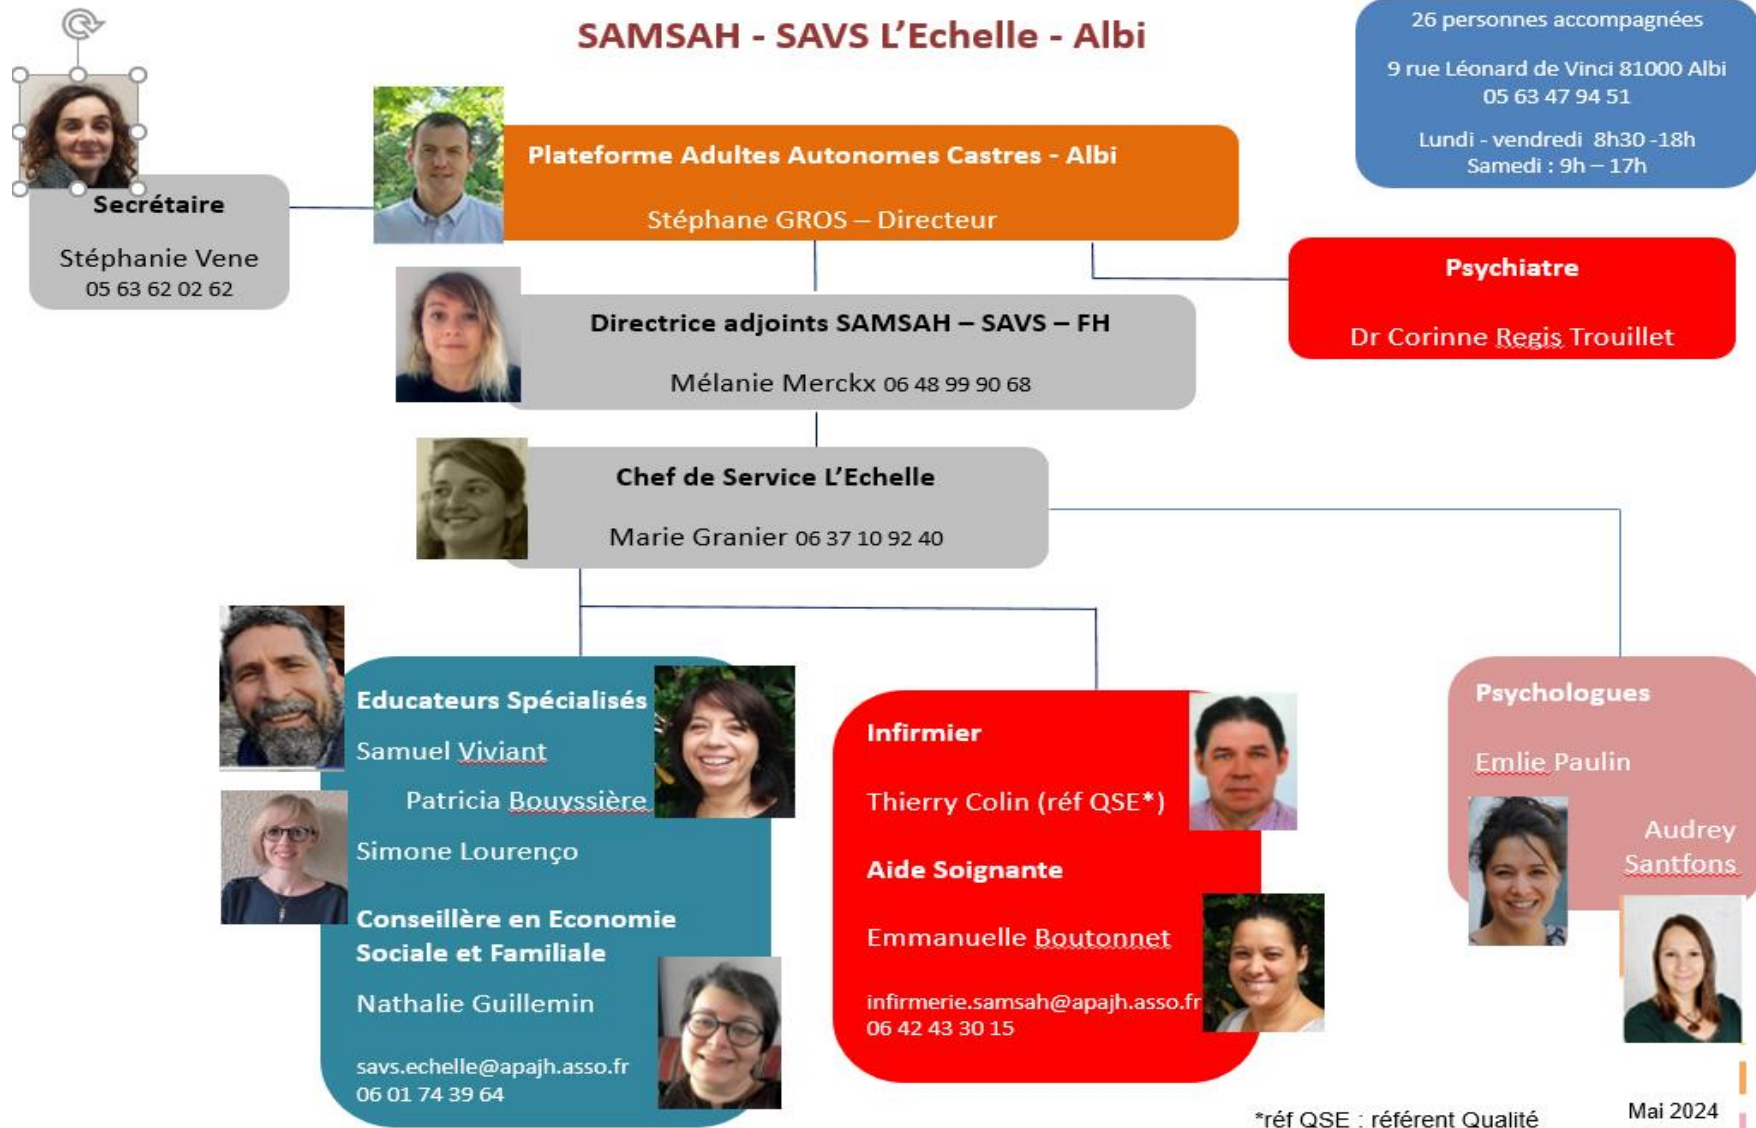 SAMSAH - SAVS L'Echelle - Albi
26 personnes accompagnées
9 rue Léonard de Vinci 81000 Albi
05 63 47 94 51
Lundi - vendredi 8h30 -18h
Samedi : 9h – 17h
Plateforme Adultes Autonomes Castres - Albi
Stéphane GROS – Directeur
Secrétaire
Stéphanie Vene
05 63 62 02 62
Psychiatre
Dr Corinne Regis Trouillet
Directrice adjoints SAMSAH – SAVS – FH
Mélanie Merckx 06 48 99 90 68
Chef de Service L'Echelle
Marie Granier 06 37 10 92 40
Educateurs Spécialisés
Samuel Viviant
Patricia Bouyssière
Simone Lourenço
Conseillère en Economie
Sociale et Familiale
Nathalie Guillemin
savs.echelle@apajh.asso.fr
06 01 74 39 64
Infirmier
Thierry Colin (réf QSE*)
Aide Soignante
Emmanuelle Boutonnet
infirmerie.samsah@apajh.asso.fr
06 42 43 30 15
Psychologues
Emlie Paulin
Audrey
Santfons
*réf QSE : référent Qualité
Mai 2024